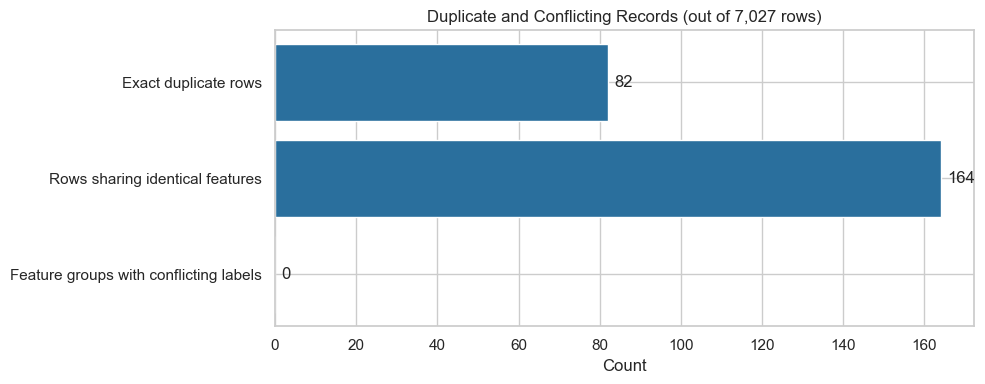 Duplicate and Conflicting Records (out of 7,027 rows)
Exact duplicate rows
82
Rows sharing identical features
164
Feature groups with conflicting labels
0
0 20 40 60 80 100 120 140 160
Count